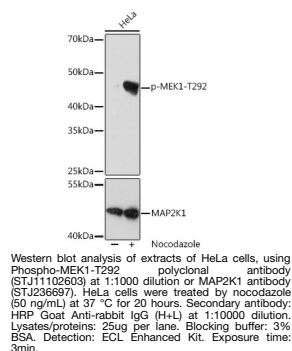 HeLa
70kDa
50kDa
p-MEK1-T292
40kDa
35kDa
25kDa
55kDa
MAP2K1
40kDa
− + Nocodazole
Western blot analysis of extracts of HeLa cells, using
Phospho-MEK1-T292 polyclonal antibody
(STJ11102603) at 1:1000 dilution or MAP2K1 antibody
(STJ236697). HeLa cells were treated by nocodazole
(50 ng/mL) at 37 °C for 20 hours. Secondary antibody:
HRP Goat Anti-rabbit IgG (H+L) at 1:10000 dilution.
Lysates/proteins: 25ug per lane. Blocking buffer: 3%
BSA. Detection: ECL Enhanced Kit. Exposure time:
3min.